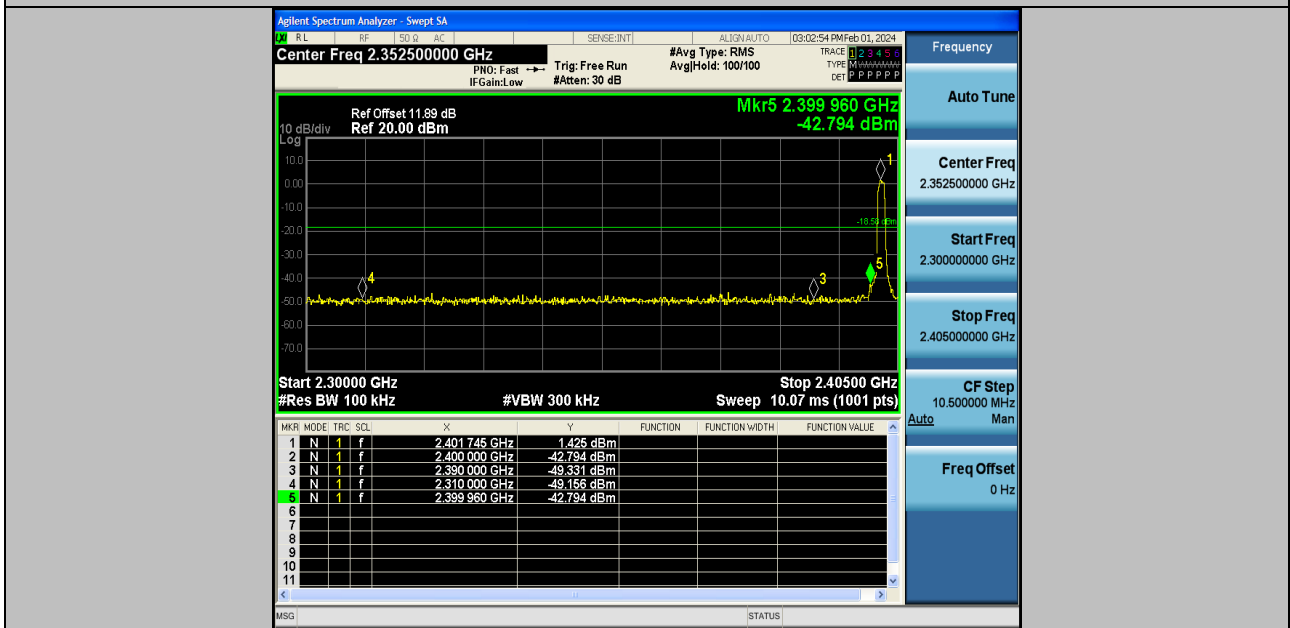 Agilent Spectrum Analyzer - Swept SA
RL RF 50 Ω AC SENSE:INT ALIGN AUTO 03:02:54 PM Feb 01, 2024
Center Freq 2.352500000 GHz
PNO: Fast
IFGain:Low
Trig: Free Run
#Atten: 30 dB
#Avg Type: RMS
Avg|Hold: 100/100
TRACE 1 2 3 4 5 6
TYPE M
DET P P P P P P
Mkr5 2.399 960 GHz
-42.794 dBm
Ref Offset 11.89 dB
10 dB/div Ref 20.00 dBm
Log
10.0
0.00
-10.0
-20.0
-30.0
-40.0
-50.0
-60.0
-70.0
1
-18.58 dBm
5
4
3
Start 2.30000 GHz Stop 2.40500 GHz
#Res BW 100 kHz #VBW 300 kHz Sweep 10.07 ms (1001 pts)
MKR MODE TRC SCL X Y FUNCTION FUNCTION WIDTH FUNCTION VALUE
1 N 1 f 2.401 745 GHz 1.425 dBm
2 N 1 f 2.400 000 GHz -42.794 dBm
3 N 1 f 2.390 000 GHz -49.331 dBm
4 N 1 f 2.310 000 GHz -49.156 dBm
5 N 1 f 2.399 960 GHz -42.794 dBm
6
7
8
9
10
11
MSG STATUS
Frequency
Auto Tune
Center Freq
2.352500000 GHz
Start Freq
2.300000000 GHz
Stop Freq
2.405000000 GHz
CF Step
10.500000 MHz
Auto Man
Freq Offset
0 Hz